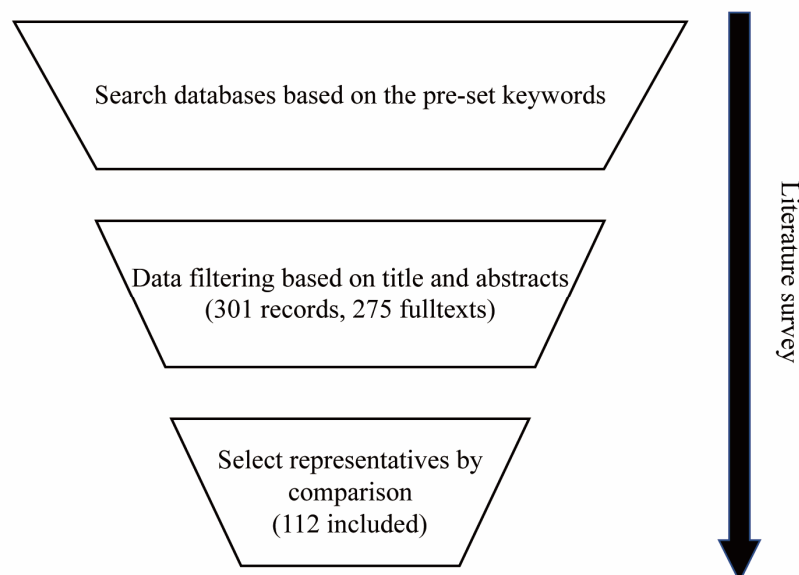 Search databases based on the pre-set keywords
Data filtering based on title and abstracts
(301 records, 275 fulltexts)
Select representatives by
comparison
(112 included)
Literature survey